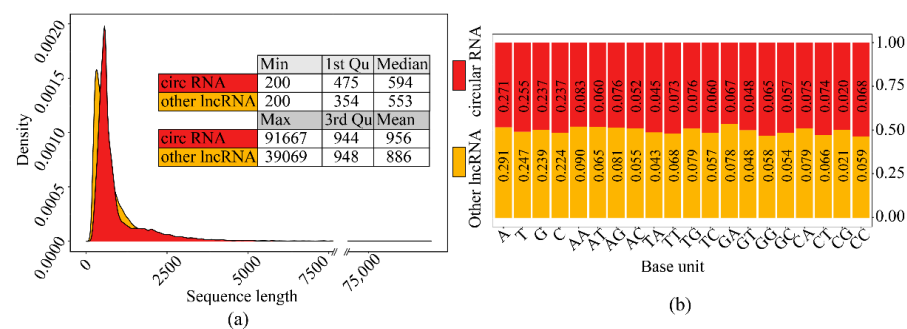 0.0020
0.0015
0.0010
0.0005
0.0000
Density
Min 1st Qu Median
circ RNA 200 475 594
other lncRNA 200 354 553
Max 3rd Qu Mean
circ RNA 91667 944 956
other lncRNA 39069 948 886
0 2500 5000 7500 75,000
Sequence length
(a)
circular RNA
Other lncRNA
0.271 0.255 0.237 0.237 0.083 0.060 0.076 0.052 0.045 0.073 0.076 0.060 0.067 0.048 0.065 0.057 0.075 0.074 0.020 0.068
0.291 0.247 0.239 0.224 0.090 0.065 0.081 0.055 0.043 0.068 0.079 0.057 0.078 0.048 0.058 0.054 0.079 0.066 0.021 0.059
1.00
0.75
0.50
0.25
0.00
A T G C AA AT AG AC TA TT TG TC GA GT GG GC CA CT CG CC
Base unit
(b)